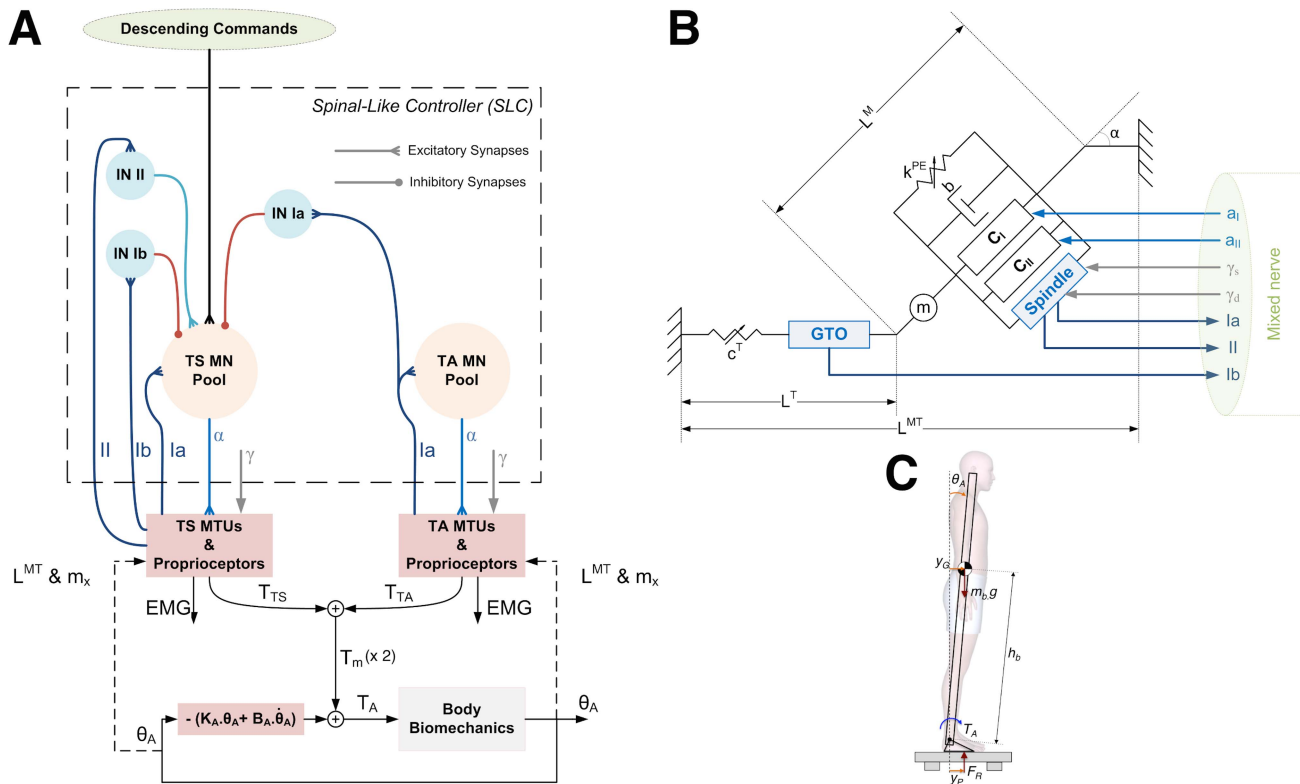 A
Descending Commands
Spinal-Like Controller (SLC)
Excitatory Synapses
Inhibitory Synapses
IN II
IN Ia
IN Ib
TS MN
Pool
TA MN
Pool
II
Ib
Ia
α
γ
Ia
α
γ
TS MTUs
&
Proprioceptors
TA MTUs
&
Proprioceptors
L^MT & m_x
L^MT & m_x
EMG
T_TS
T_TA
EMG
T_m (x 2)
θ_A
- (K_A.θ_A+ B_A.θ̇_A)
T_A
Body
Biomechanics
θ_A
B
L^M
α
k^PE
b
C_I
C_II
Spindle
m
GTO
c^T
L^T
L^MT
a_I
a_II
γ_s
γ_d
Ia
II
Ib
Mixed nerve
C
θ_A
y_G
m_b.g
h_b
T_A
F_R
y_P